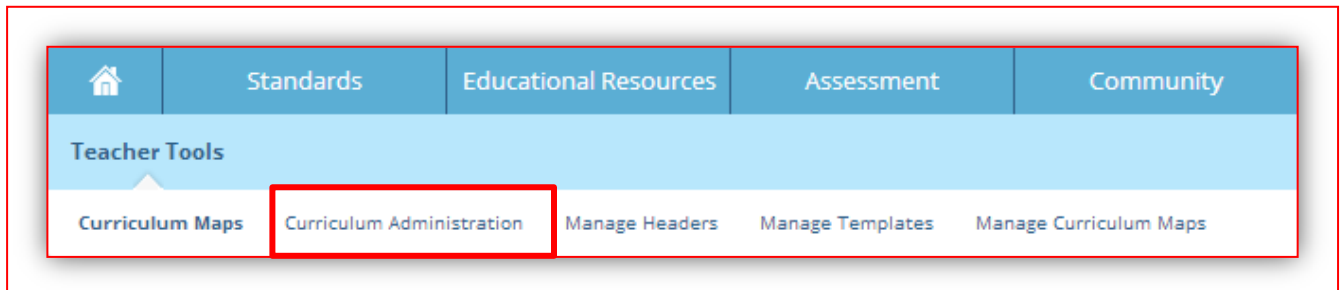 Standards Educational Resources Assessment Community
Teacher Tools
Curriculum Maps Curriculum Administration Manage Headers Manage Templates Manage Curriculum Maps